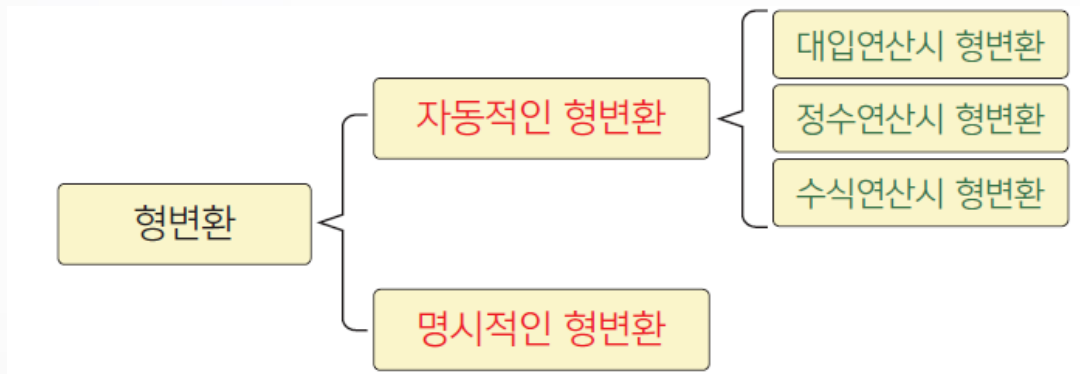 대입연산시 형변환
자동적인 형변환
정수연산시 형변환
수식연산시 형변환
형변환
명시적인 형변환